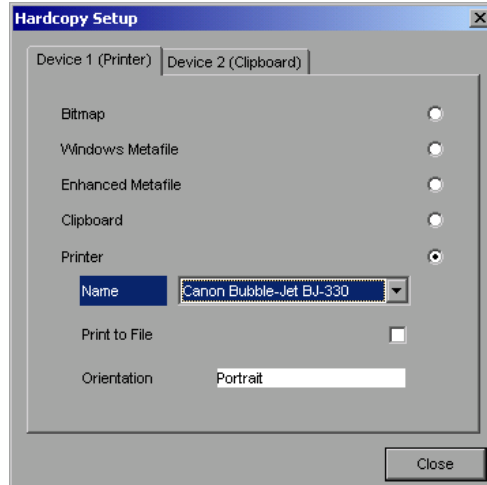 Hardcopy Setup
Device 1 (Printer) Device 2 (Clipboard)
Bitmap
Windows Metafile
Enhanced Metafile
Clipboard
Printer
Name Canon Bubble-Jet BJ-330
Print to File
Orientation Portrait
Close